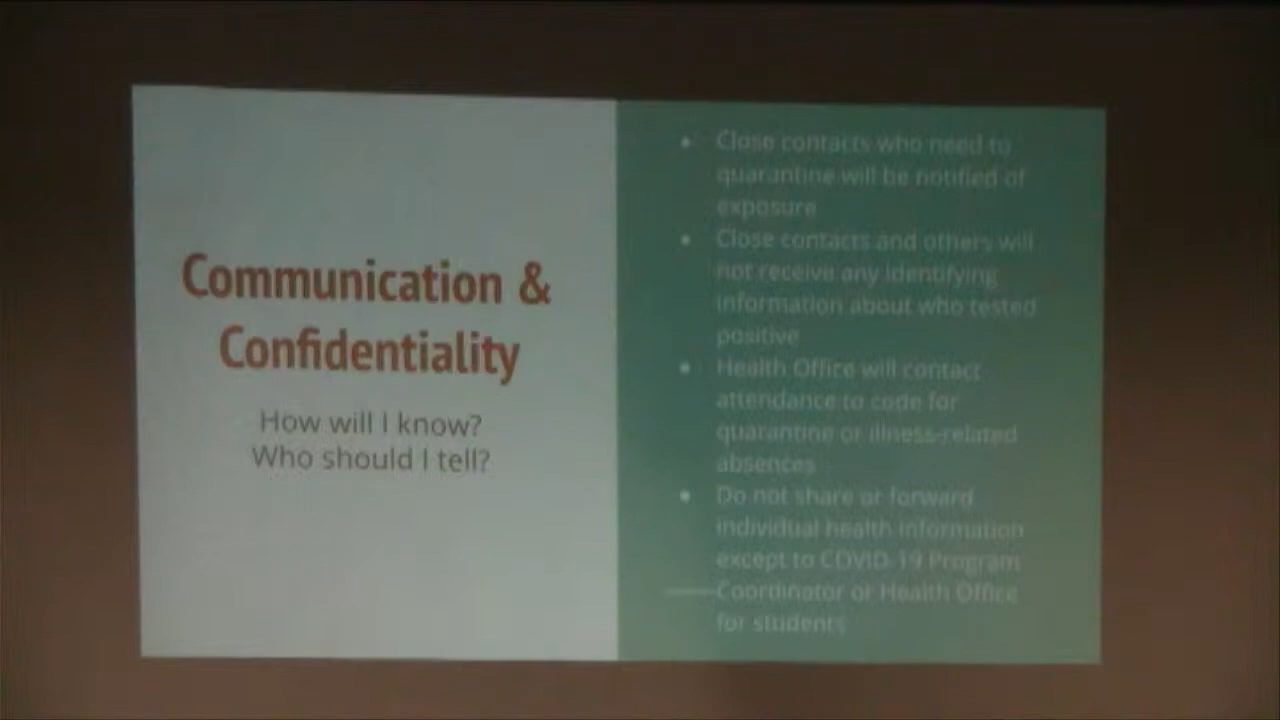 Communication &
Confidentiality
How will I know?
Who should I tell?
• Close contacts who need to
quarantine will be notified of
exposure
• Close contacts and others will
not receive any identifying
information about who tested
positive
• Health Office will contact
attendance to code for
quarantine or illness-related
absences
• Do not share or forward
individual health information
except to COVID-19 Program
Coordinator or Health Office
for students